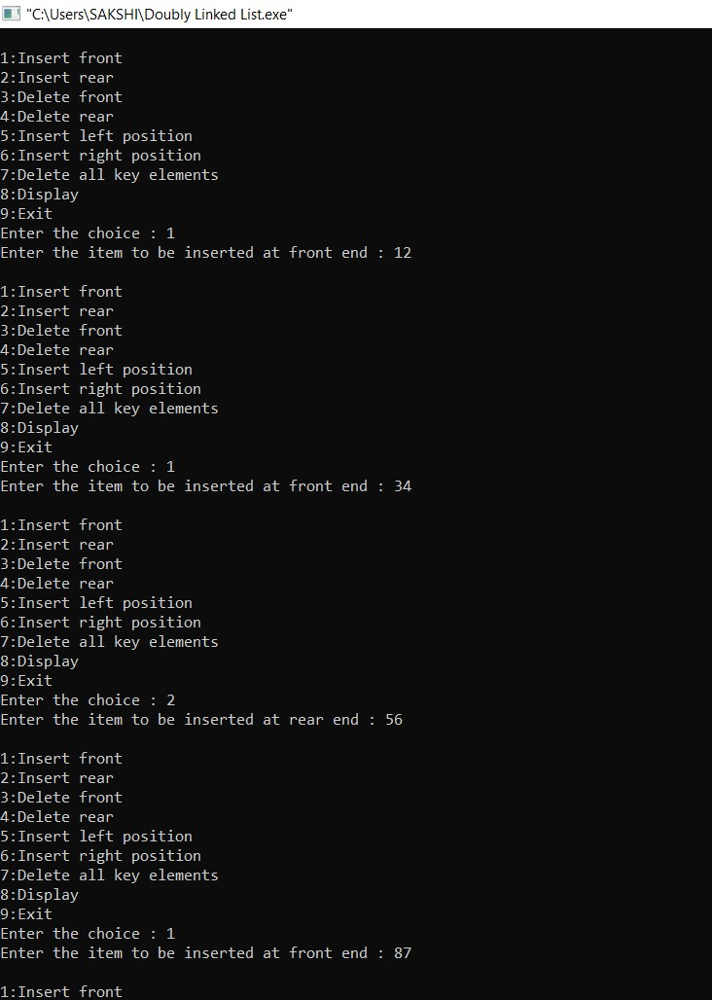 "C:\Users\SAKSHI\Doubly Linked List.exe"
1:Insert front
2:Insert rear
3:Delete front
4:Delete rear
5:Insert left position
6:Insert right position
7:Delete all key elements
8:Display
9:Exit
Enter the choice : 1
Enter the item to be inserted at front end : 12
1:Insert front
2:Insert rear
3:Delete front
4:Delete rear
5:Insert left position
6:Insert right position
7:Delete all key elements
8:Display
9:Exit
Enter the choice : 1
Enter the item to be inserted at front end : 34
1:Insert front
2:Insert rear
3:Delete front
4:Delete rear
5:Insert left position
6:Insert right position
7:Delete all key elements
8:Display
9:Exit
Enter the choice : 2
Enter the item to be inserted at rear end : 56
1:Insert front
2:Insert rear
3:Delete front
4:Delete rear
5:Insert left position
6:Insert right position
7:Delete all key elements
8:Display
9:Exit
Enter the choice : 1
Enter the item to be inserted at front end : 87
1:Insert front